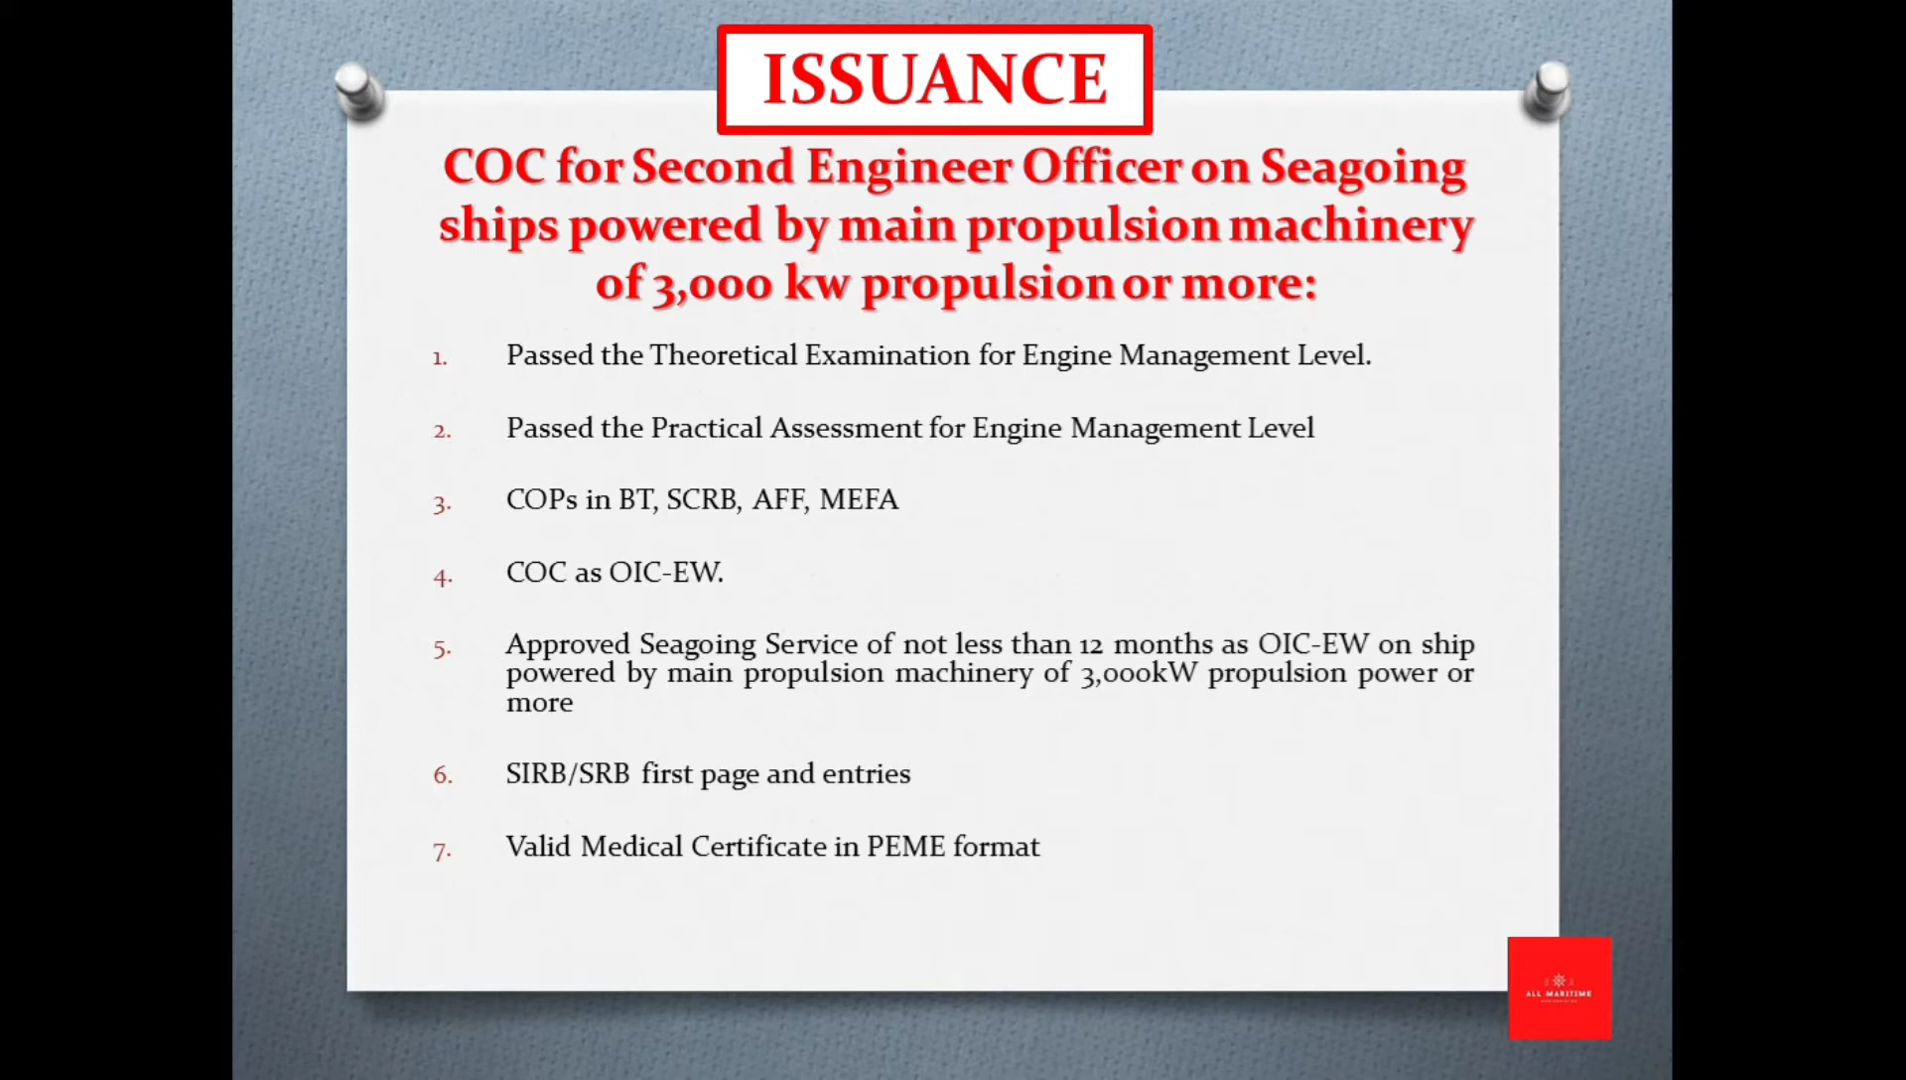 ISSUANCE
COC for Second Engineer Officer on Seagoing
ships powered by main propulsion machinery
of 3,000 kw propulsion or more:
1. Passed the Theoretical Examination for Engine Management Level.
2. Passed the Practical Assessment for Engine Management Level
3. COPs in BT, SCRB, AFF, MEFA
4. COC as OIC-EW.
5. Approved Seagoing Service of not less than 12 months as OIC-EW on ship
powered by main propulsion machinery of 3,000kW propulsion power or
more
6. SIRB/SRB first page and entries
7. Valid Medical Certificate in PEME format
ALL MARITIME